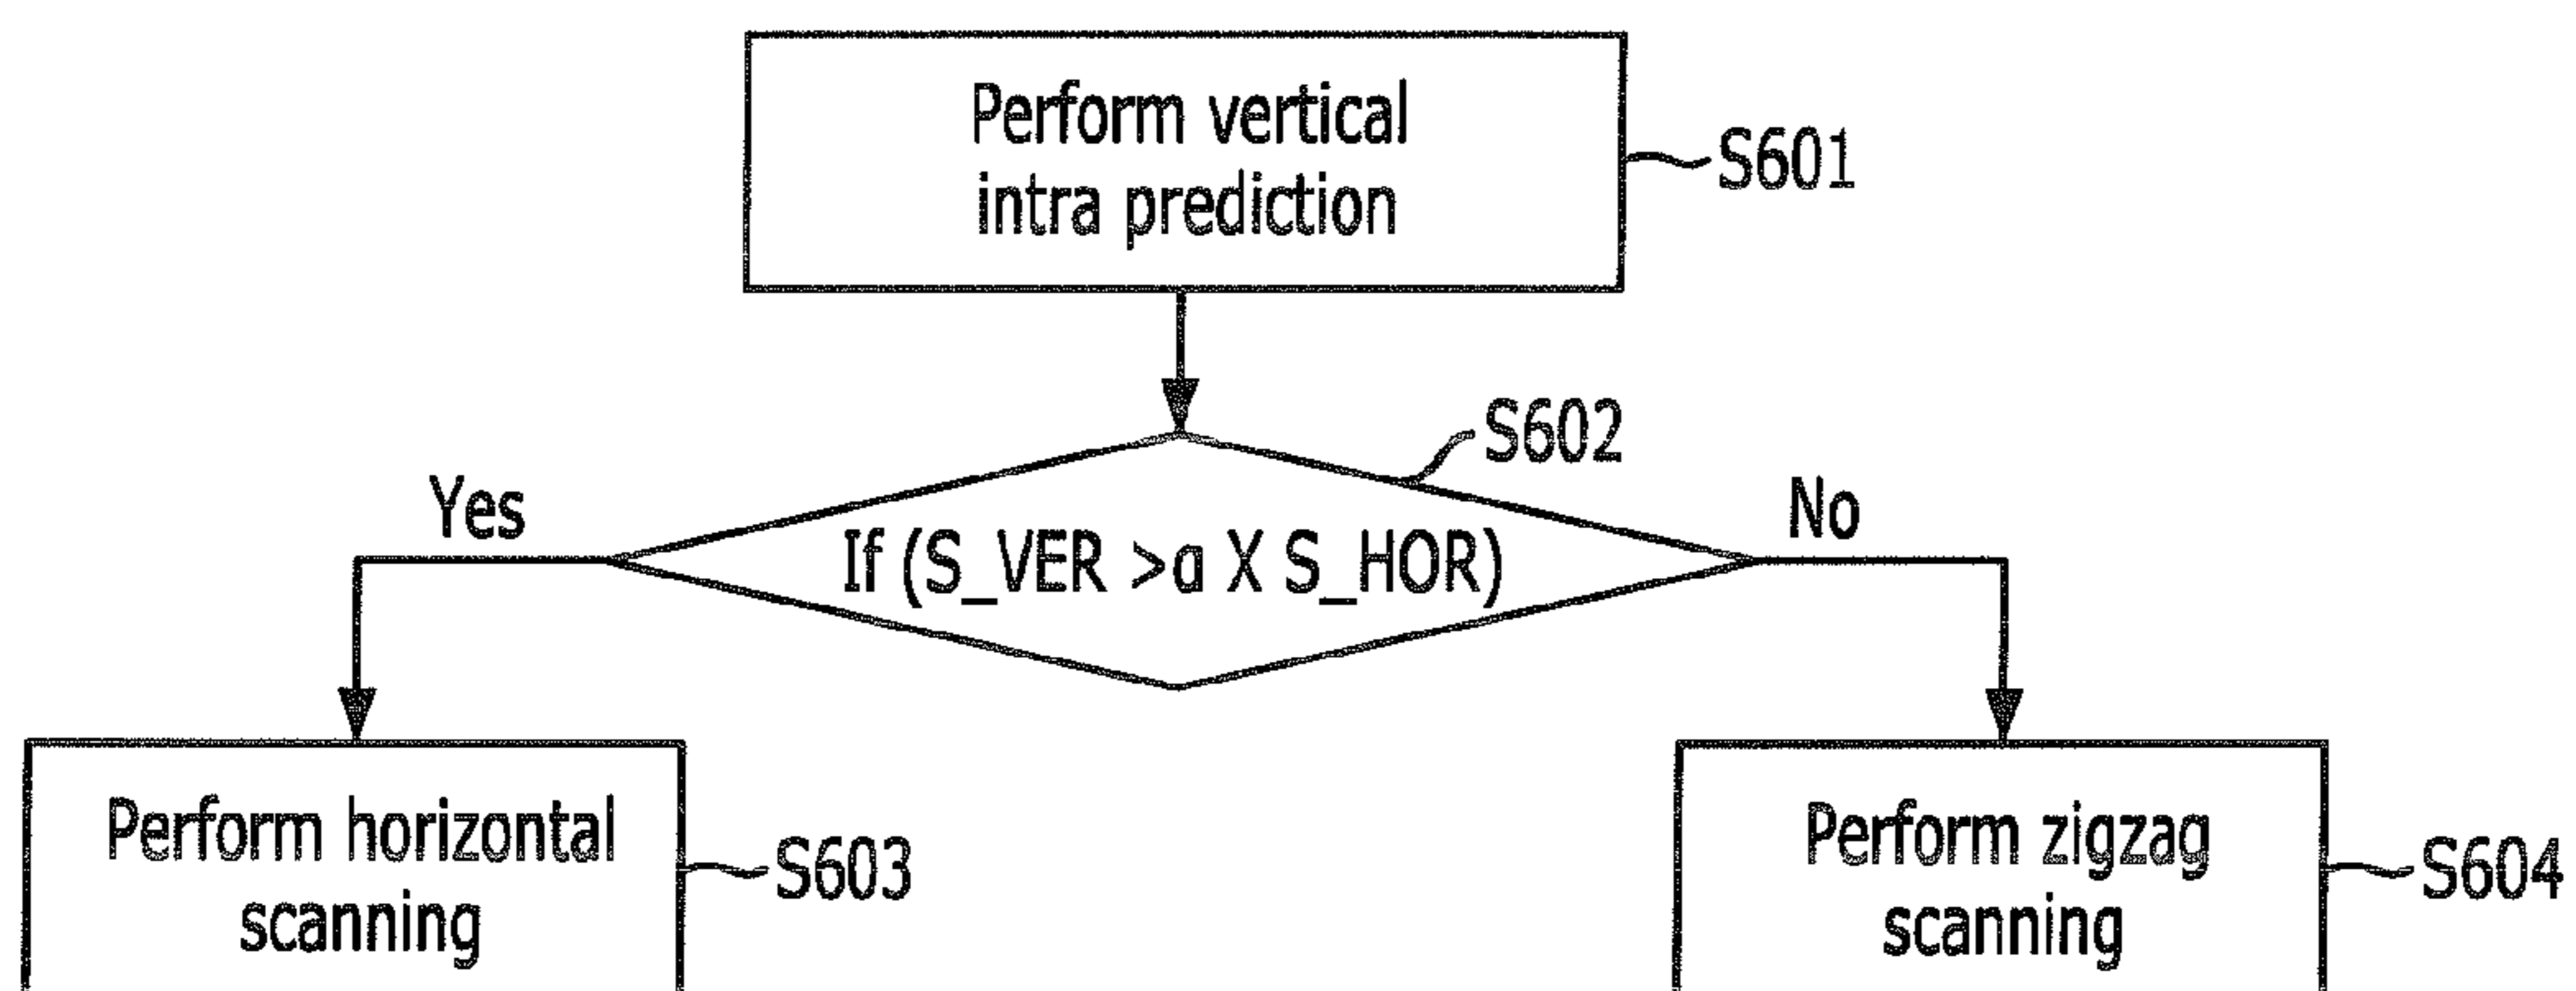 Perform vertical
intra prediction
S601
S602
Yes
No
If (S_VER >a X S_HOR)
Perform horizontal
scanning
S603
Perform zigzag
scanning
S604